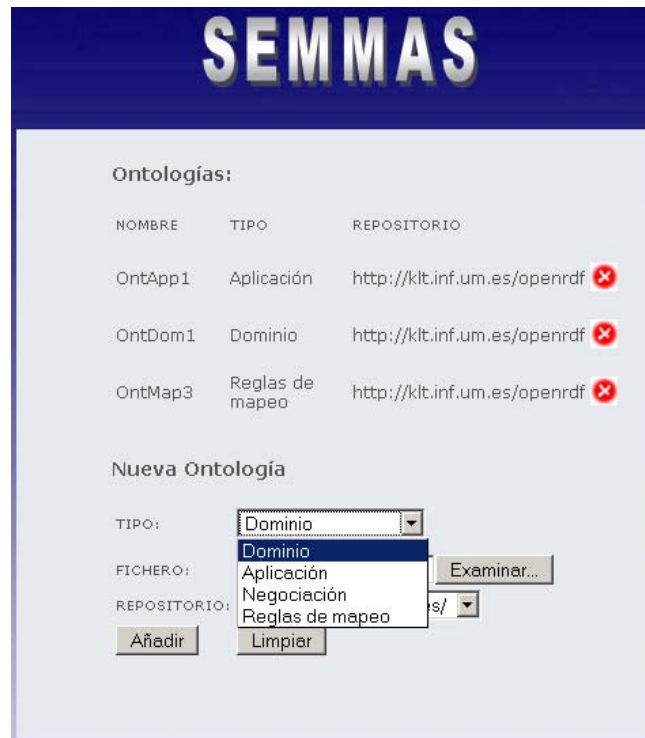 SEMMAS
Ontologías:
NOMBRE TIPO REPOSITORIO
OntApp1 Aplicación http://klt.inf.um.es/openrdf
OntDom1 Dominio http://klt.inf.um.es/openrdf
OntMap3 Reglas de mapeo http://klt.inf.um.es/openrdf
Nueva Ontología
TIPO: Dominio
Dominio
FICHERO: Aplicación Examinar...
Negociación
REPOSITORIO: Reglas de mapeo s/
Añadir Limpiar